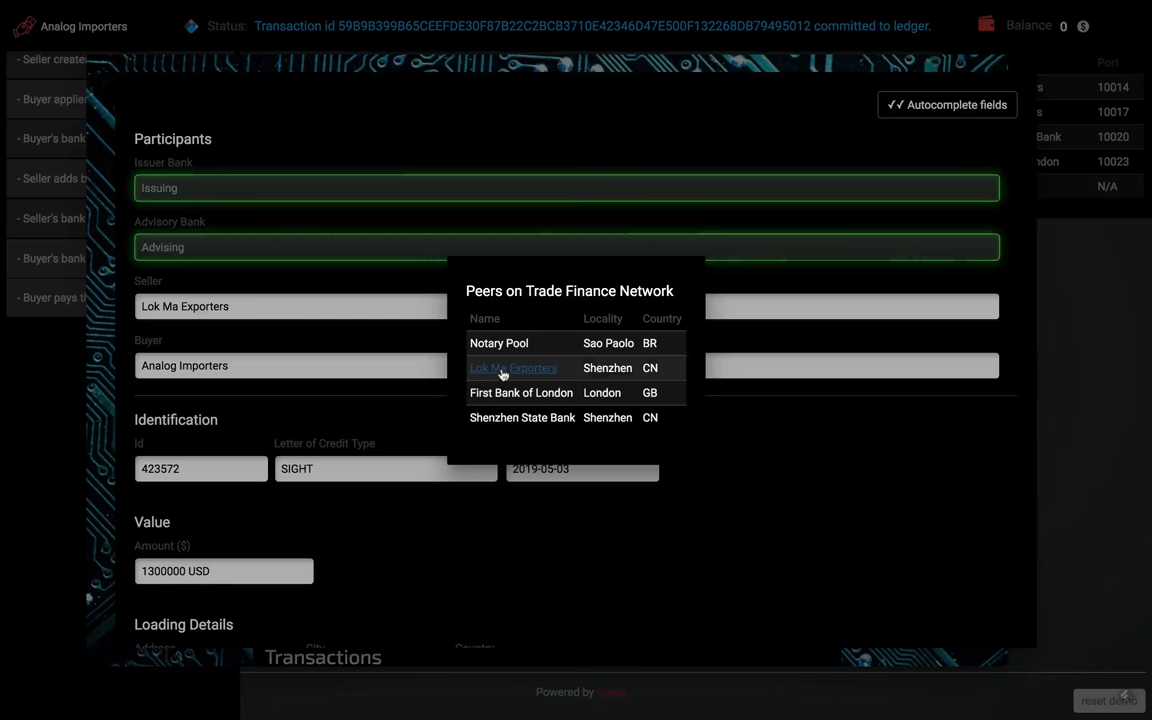 Analog Importers
Status: Transaction id 59B9B399B65CEEFDE30F87B22C2BCB3710E42346D47E500F132268DB79495012 committed to ledger.
Balance 0
- Seller create
- Buyer applie
- Buyer's bank
- Seller adds b
- Seller's bank
- Buyer's bank
- Buyer pays th
Port
s 10014
s 10017
Bank 10020
ndon 10023
N/A
✓✓ Autocomplete fields
Participants
Issuer Bank
Issuing
Advisory Bank
Advising
Seller
Lok Ma Exporters
Buyer
Analog Importers
Peers on Trade Finance Network
Name Locality Country
Notary Pool Sao Paolo BR
Lok Ma Exporters Shenzhen CN
First Bank of London London GB
Shenzhen State Bank Shenzhen CN
Identification
Id Letter of Credit Type
423572 SIGHT 2019-05-03
Value
Amount ($)
1300000 USD
Loading Details
Address City Country
Transactions
Powered by
reset demo